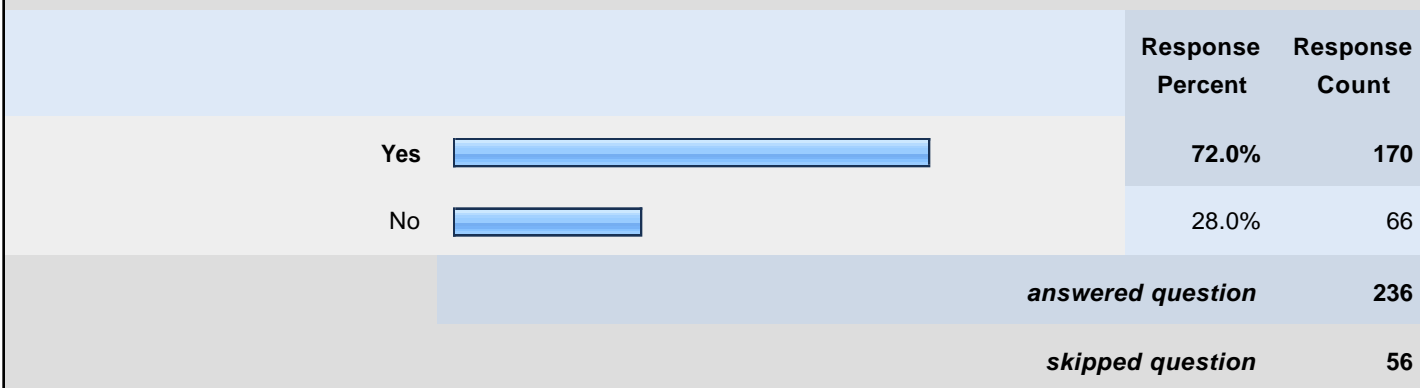 Response Response
Percent Count
Yes 72.0% 170
No 28.0% 66
answered question 236
skipped question 56